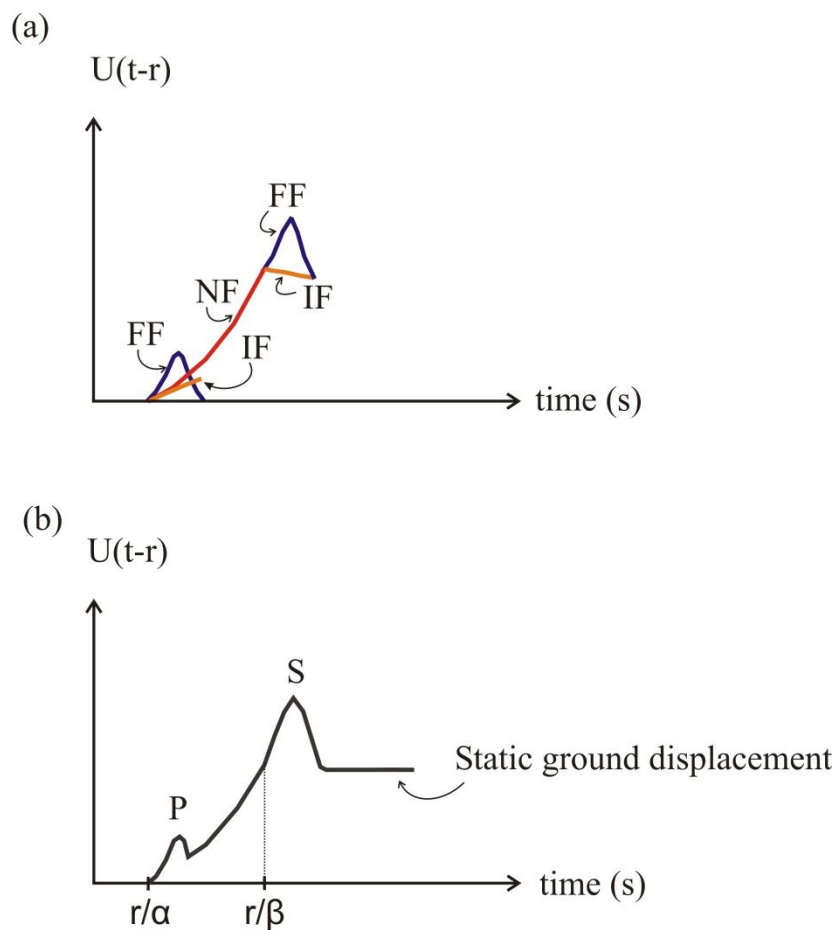 (a)
U(t-r)
FF
NF
IF
FF
IF
time (s)
(b)
U(t-r)
S
Static ground displacement
P
time (s)
r/α
r/β